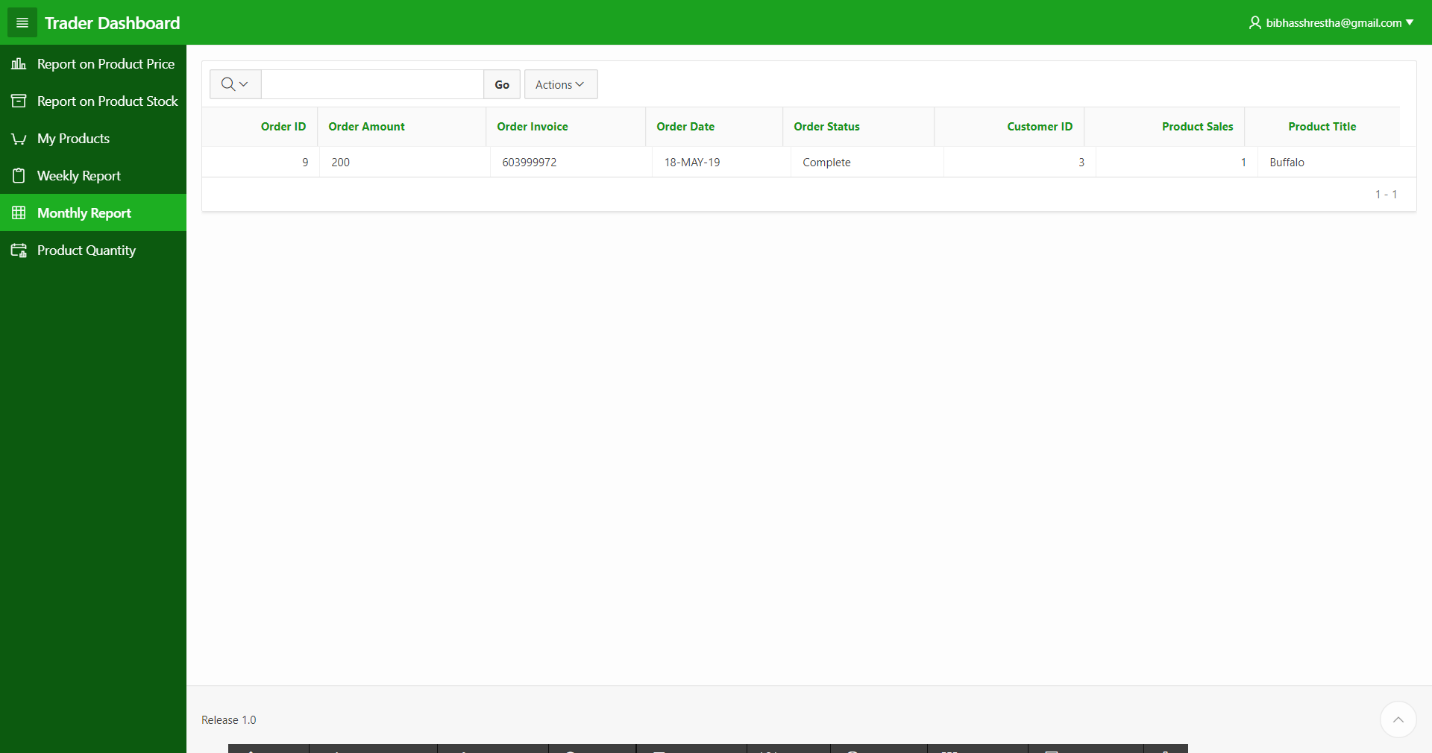 Trader Dashboard
bibhasshrestha@gmail.com
Report on Product Price
Report on Product Stock
My Products
Weekly Report
Monthly Report
Product Quantity
Go Actions
Order ID Order Amount Order Invoice Order Date Order Status Customer ID Product Sales Product Title
9 200 603999972 18-MAY-19 Complete 3 1 Buffalo
1 - 1
Release 1.0